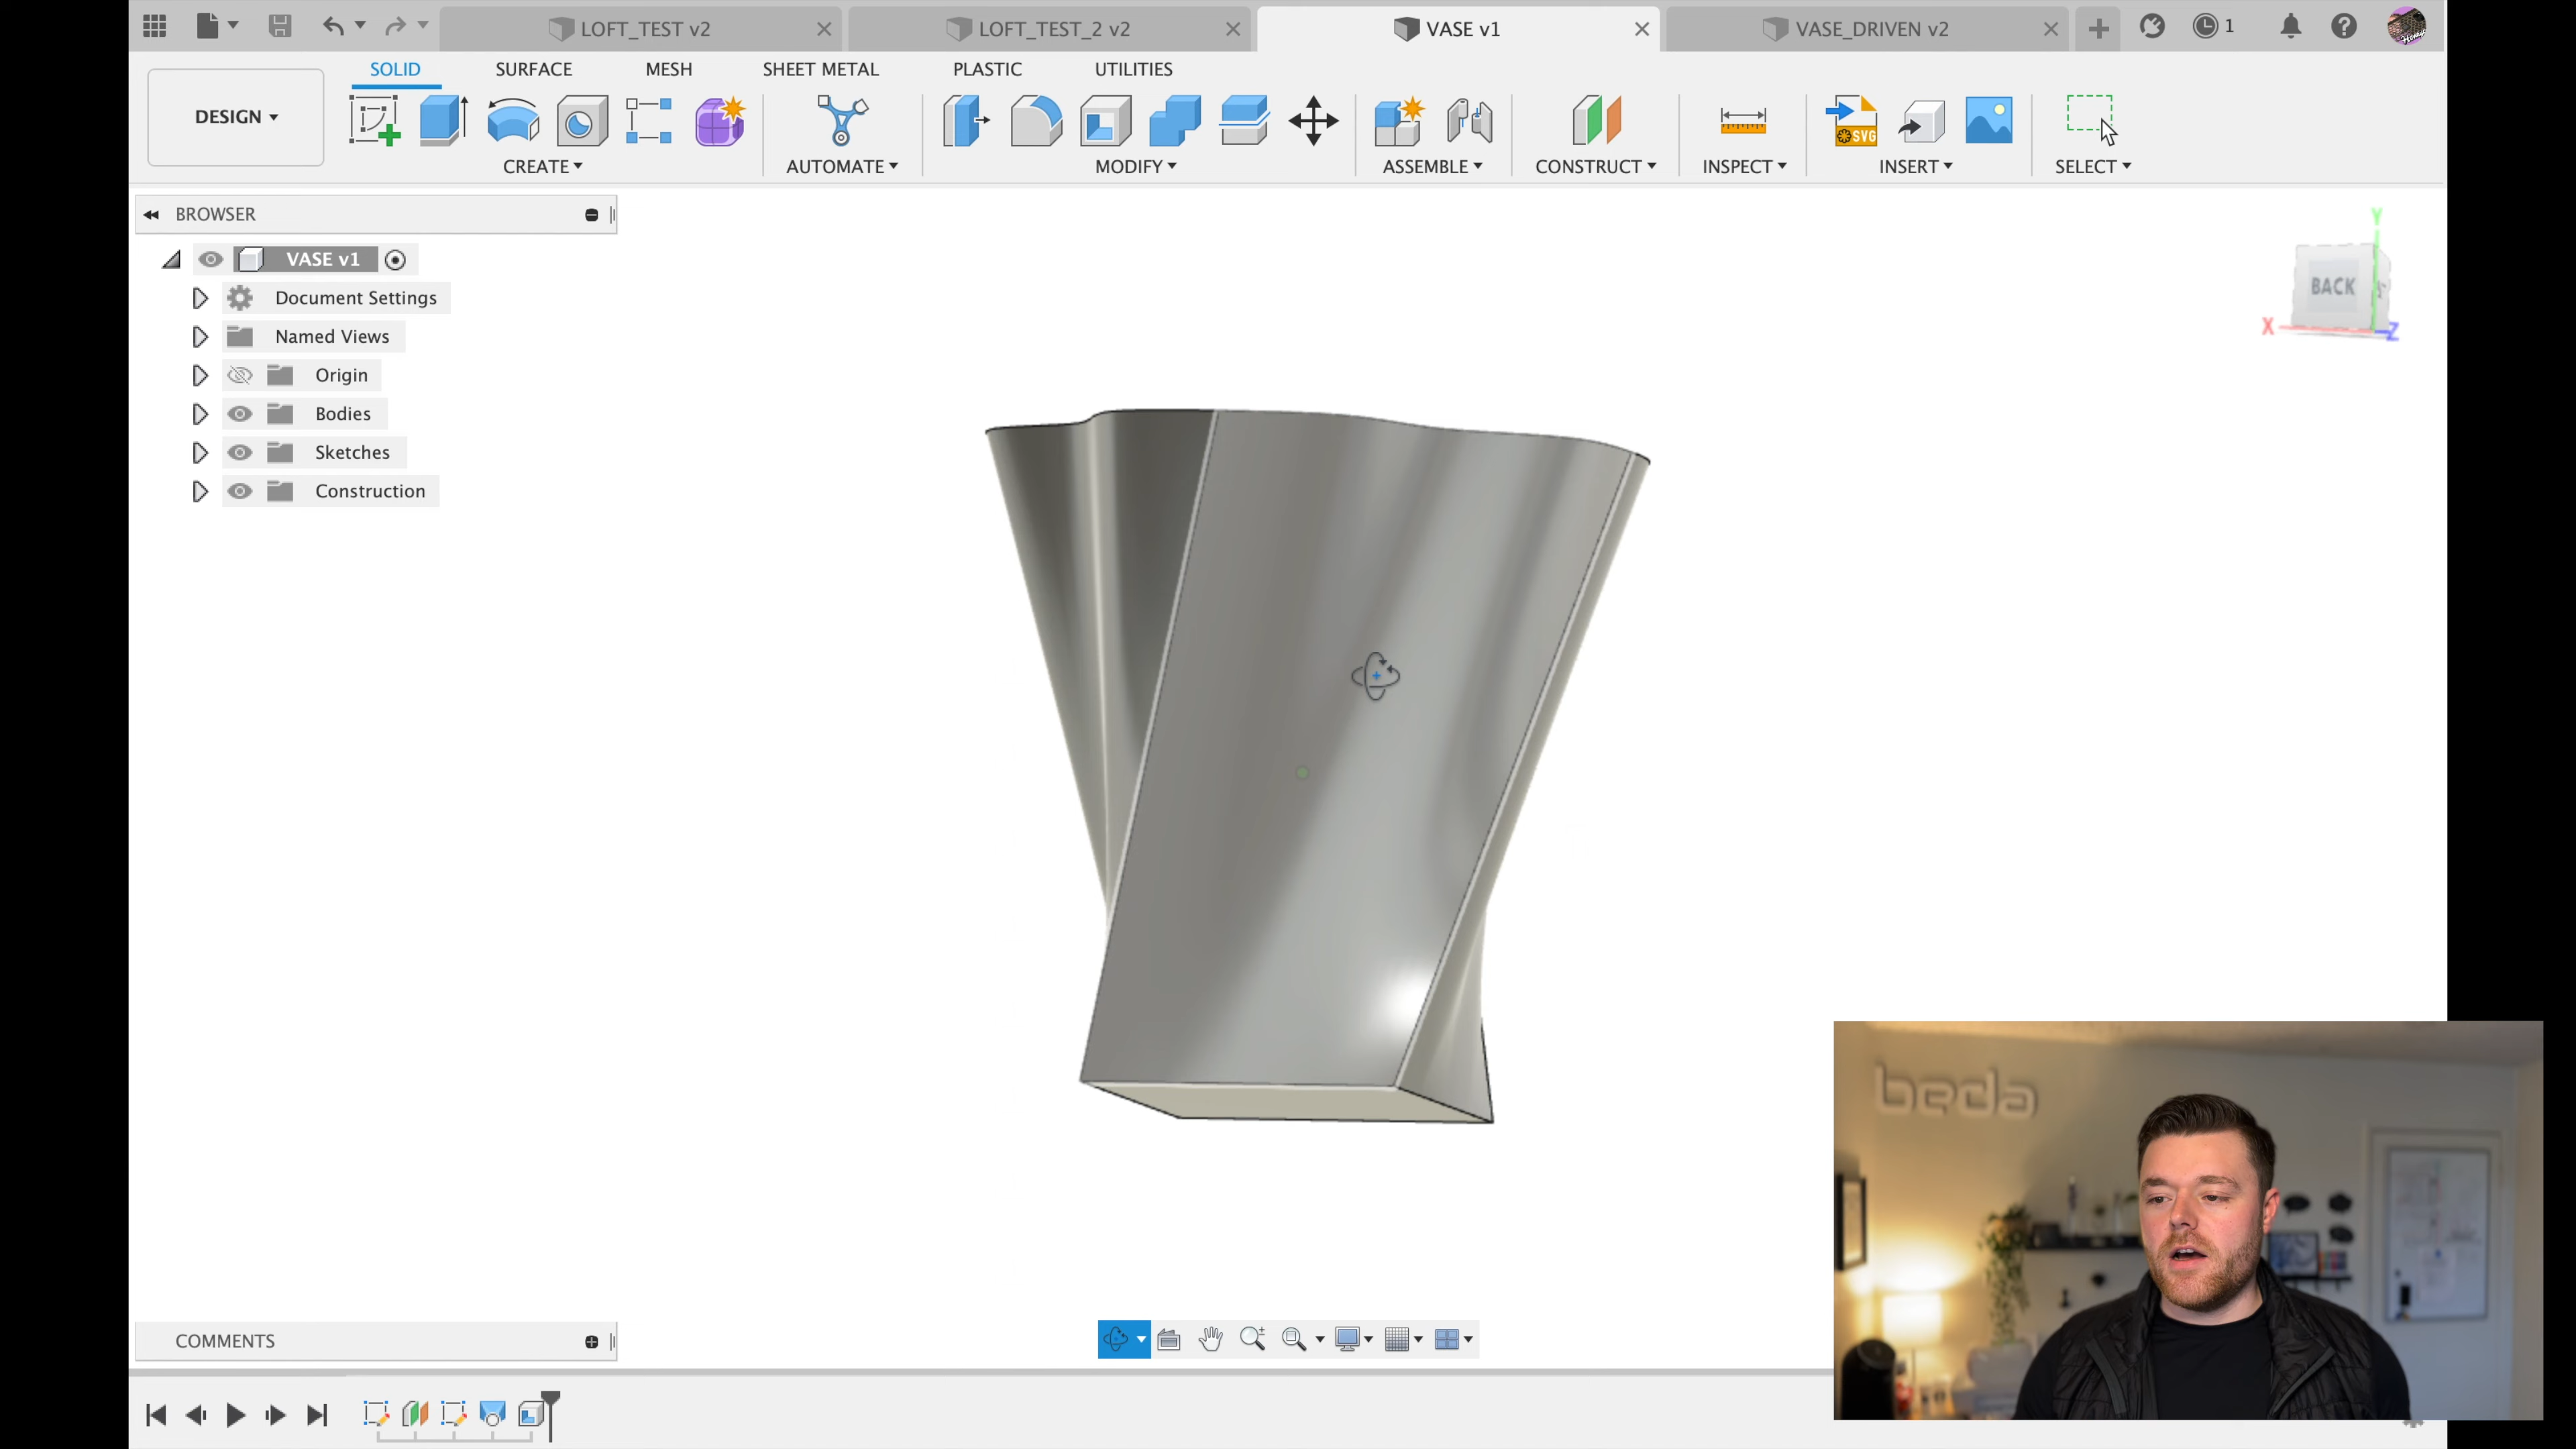 LOFT_TEST v2
LOFT_TEST_2 v2
VASE v1
VASE_DRIVEN v2
1
SOLID
SURFACE
MESH
SHEET METAL
PLASTIC
UTILITIES
DESIGN
CREATE
AUTOMATE
MODIFY
ASSEMBLE
CONSTRUCT
INSPECT
SVG
INSERT
SELECT
BROWSER
VASE v1
Document Settings
Named Views
Origin
Bodies
Sketches
Construction
Y
BACK
X
Z
beda
COMMENTS